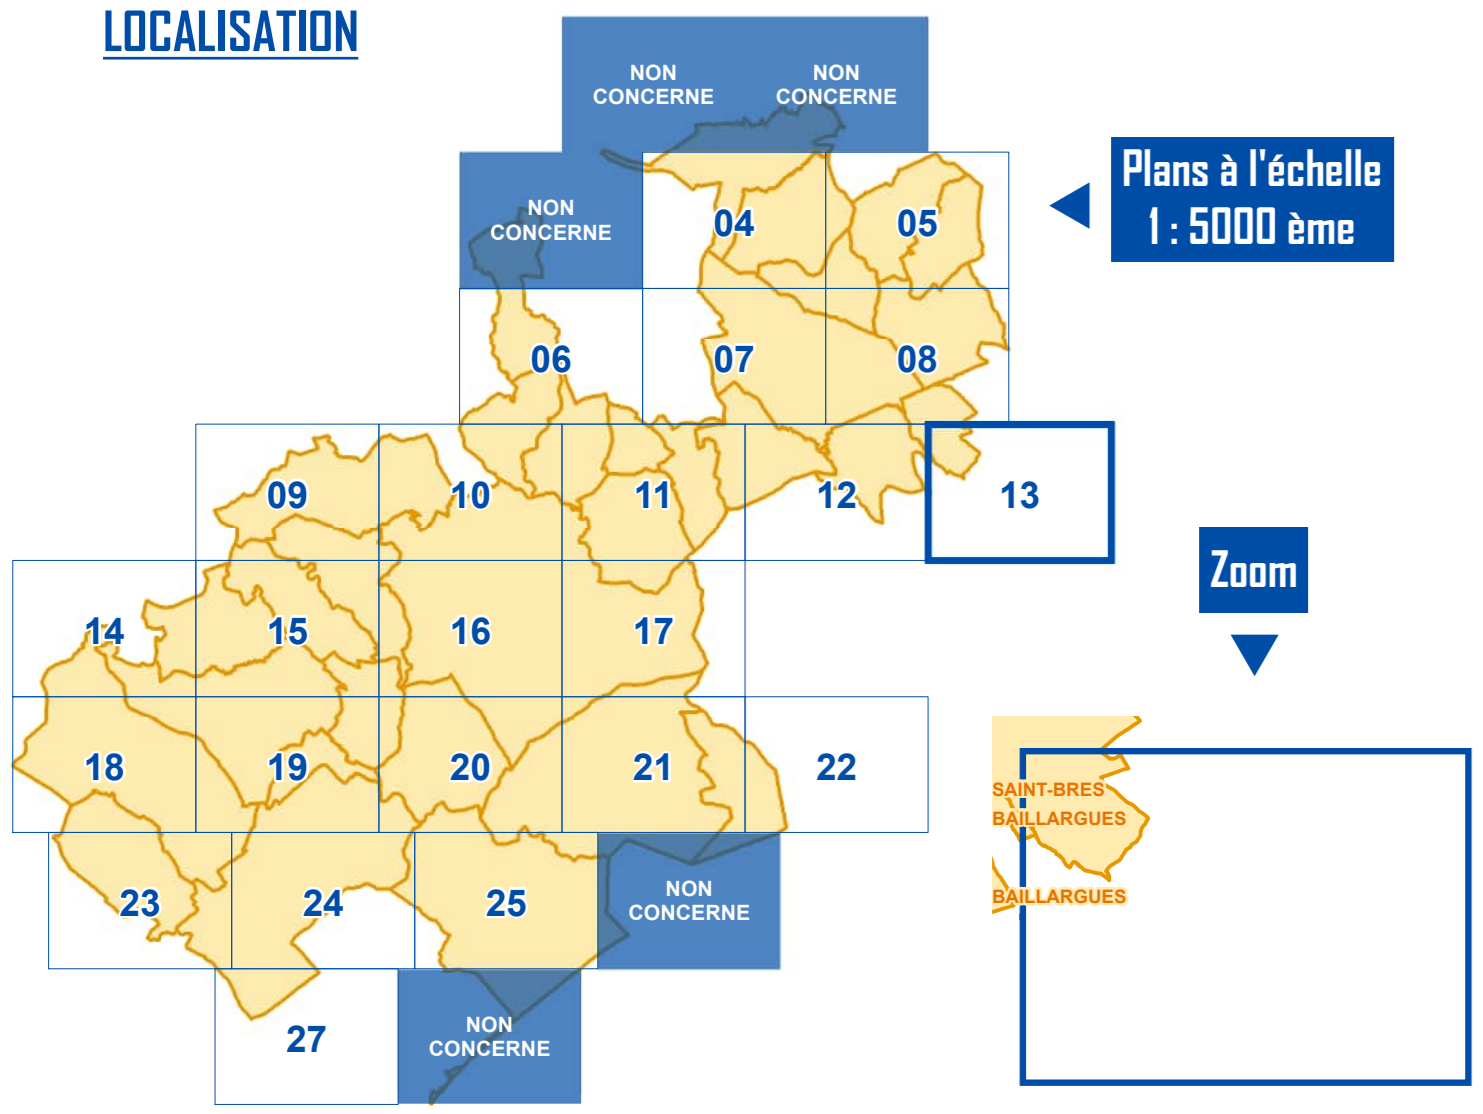 LOCALISATION
NON
CONCERNE
NON
CONCERNE
NON
CONCERNE
04
05
Plans à l'échelle
1 : 5000 ème
06
07
08
09
10
11
12
13
Zoom
14
15
16
17
18
19
20
21
22
SAINT-BRES
BAILLARGUES
BAILLARGUES
23
24
25
NON
CONCERNE
27
NON
CONCERNE